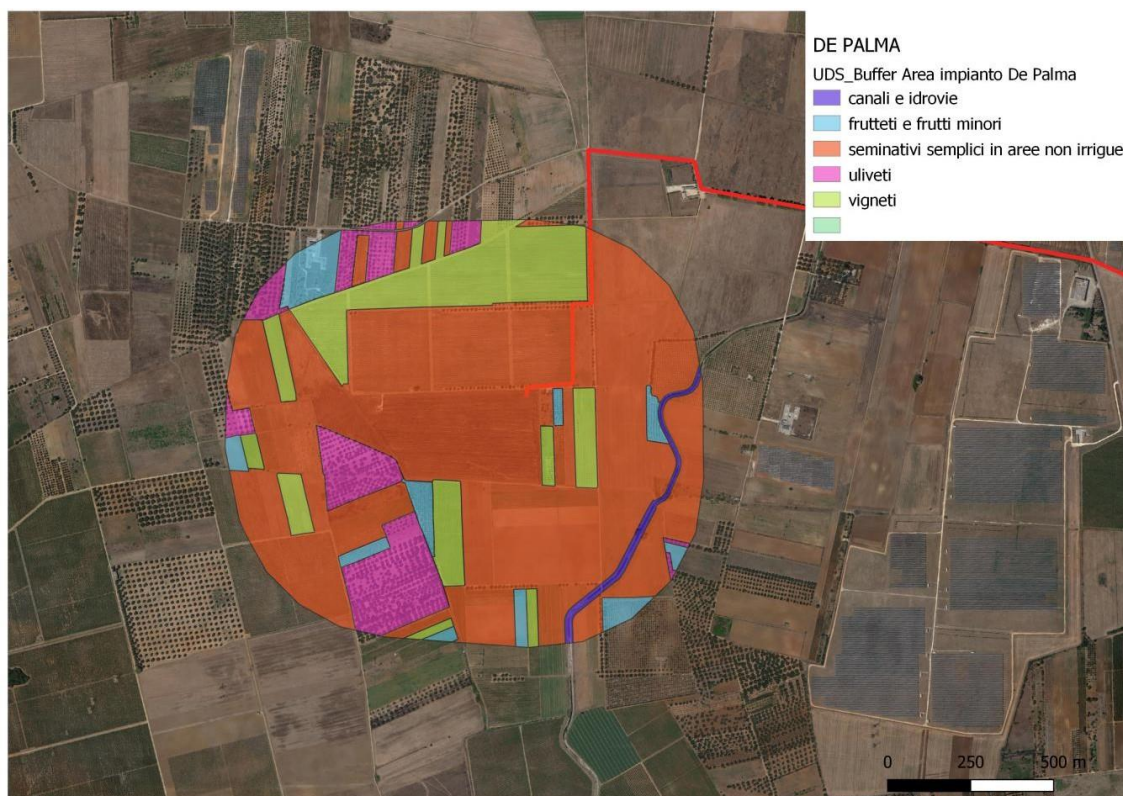 DE PALMA
UDS_Buffer Area impianto De Palma
canali e idrovie
frutteti e frutti minori
seminativi semplici in aree non irrigue
uliveti
vigneti
0 250 500 m